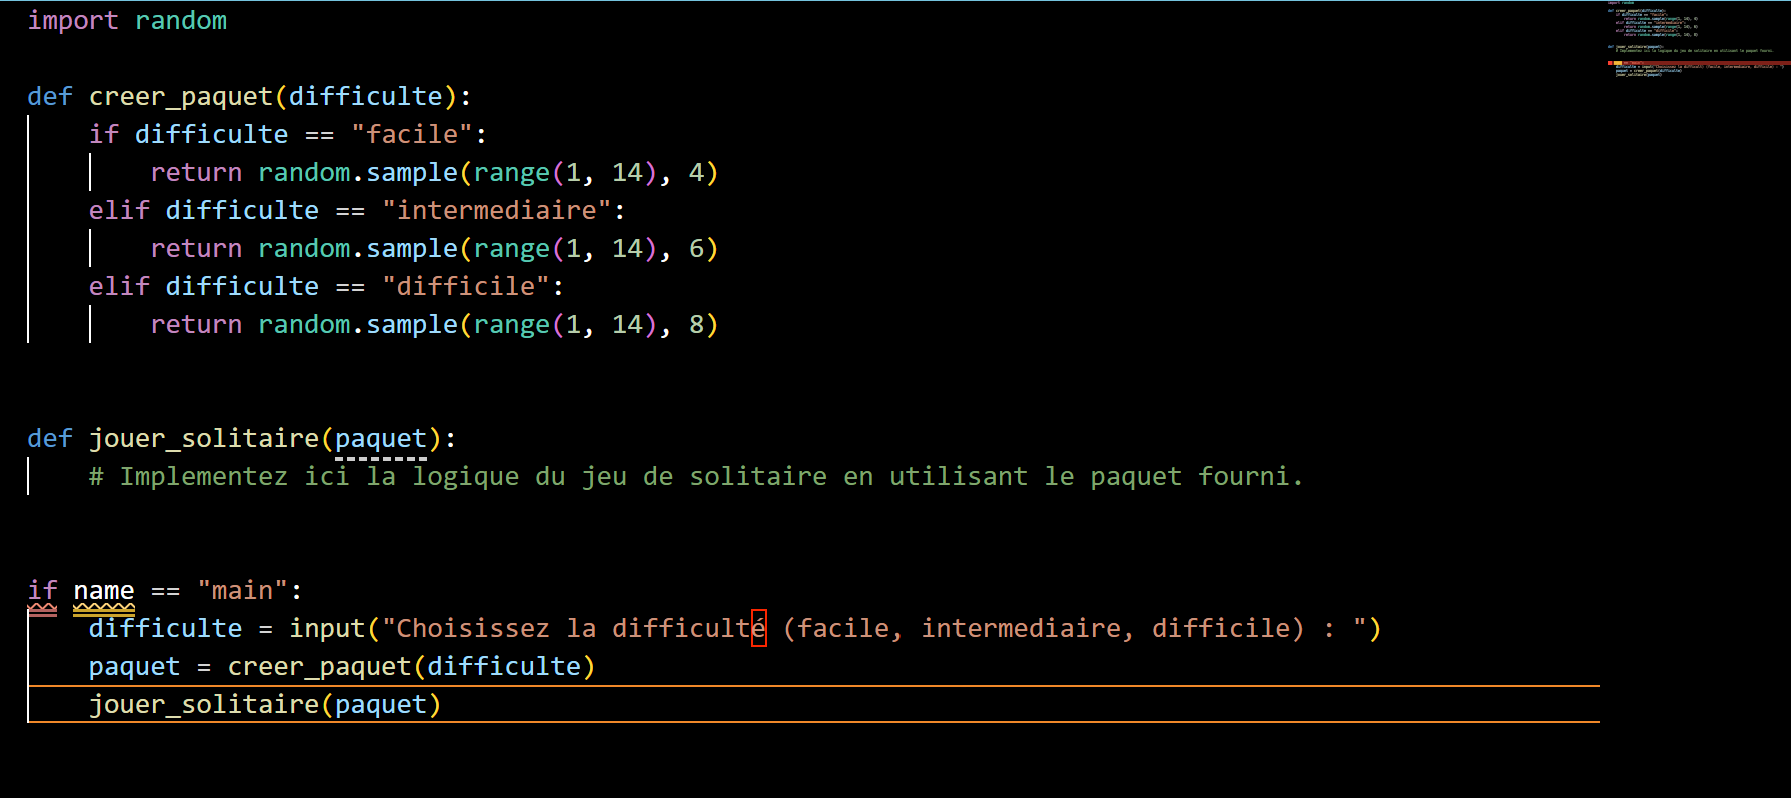 import random
def creer_paquet(difficulte):
if difficulte == "facile":
return random.sample(range(1, 14), 4)
elif difficulte == "intermediaire":
return random.sample(range(1, 14), 6)
elif difficulte == "difficile":
return random.sample(range(1, 14), 8)
def jouer_solitaire(paquet):
# Implementez ici la logique du jeu de solitaire en utilisant le paquet fourni.
if name == "main":
difficulte = input("Choisissez la difficulté (facile, intermediaire, difficile) : ")
paquet = creer_paquet(difficulte)
jouer_solitaire(paquet)